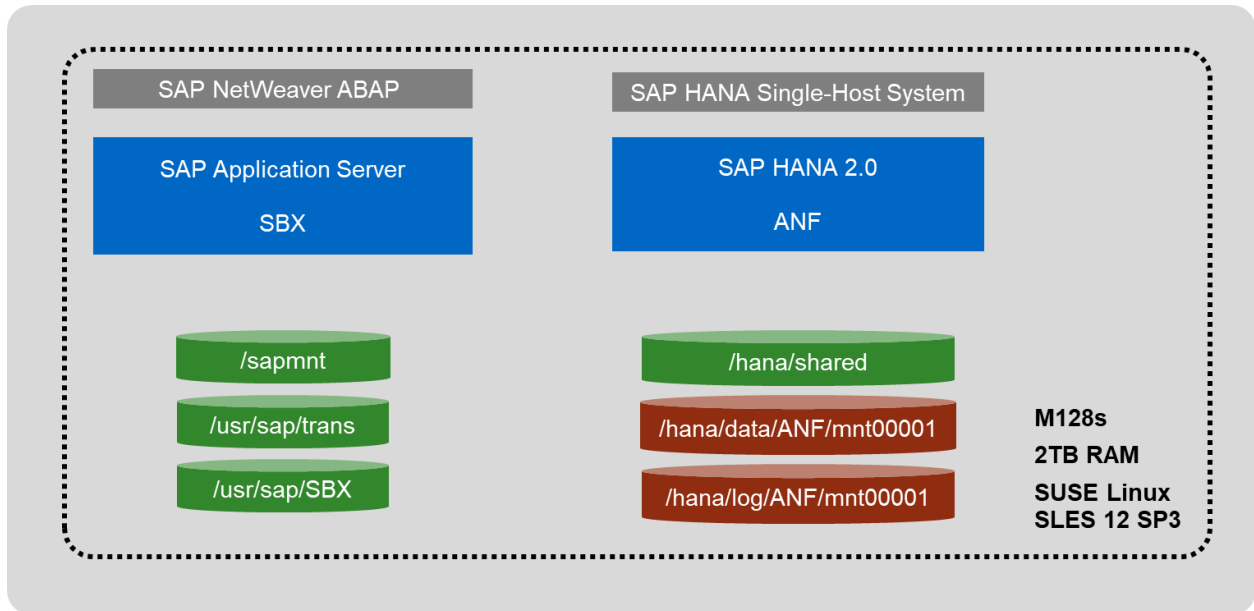 SAP NetWeaver ABAP
SAP Application Server
SBX
/sapmnt
/usr/sap/trans
/usr/sap/SBX
SAP HANA Single-Host System
SAP HANA 2.0
ANF
/hana/shared
/hana/data/ANF/mnt00001
/hana/log/ANF/mnt00001
M128s
2TB RAM
SUSE Linux
SLES 12 SP3